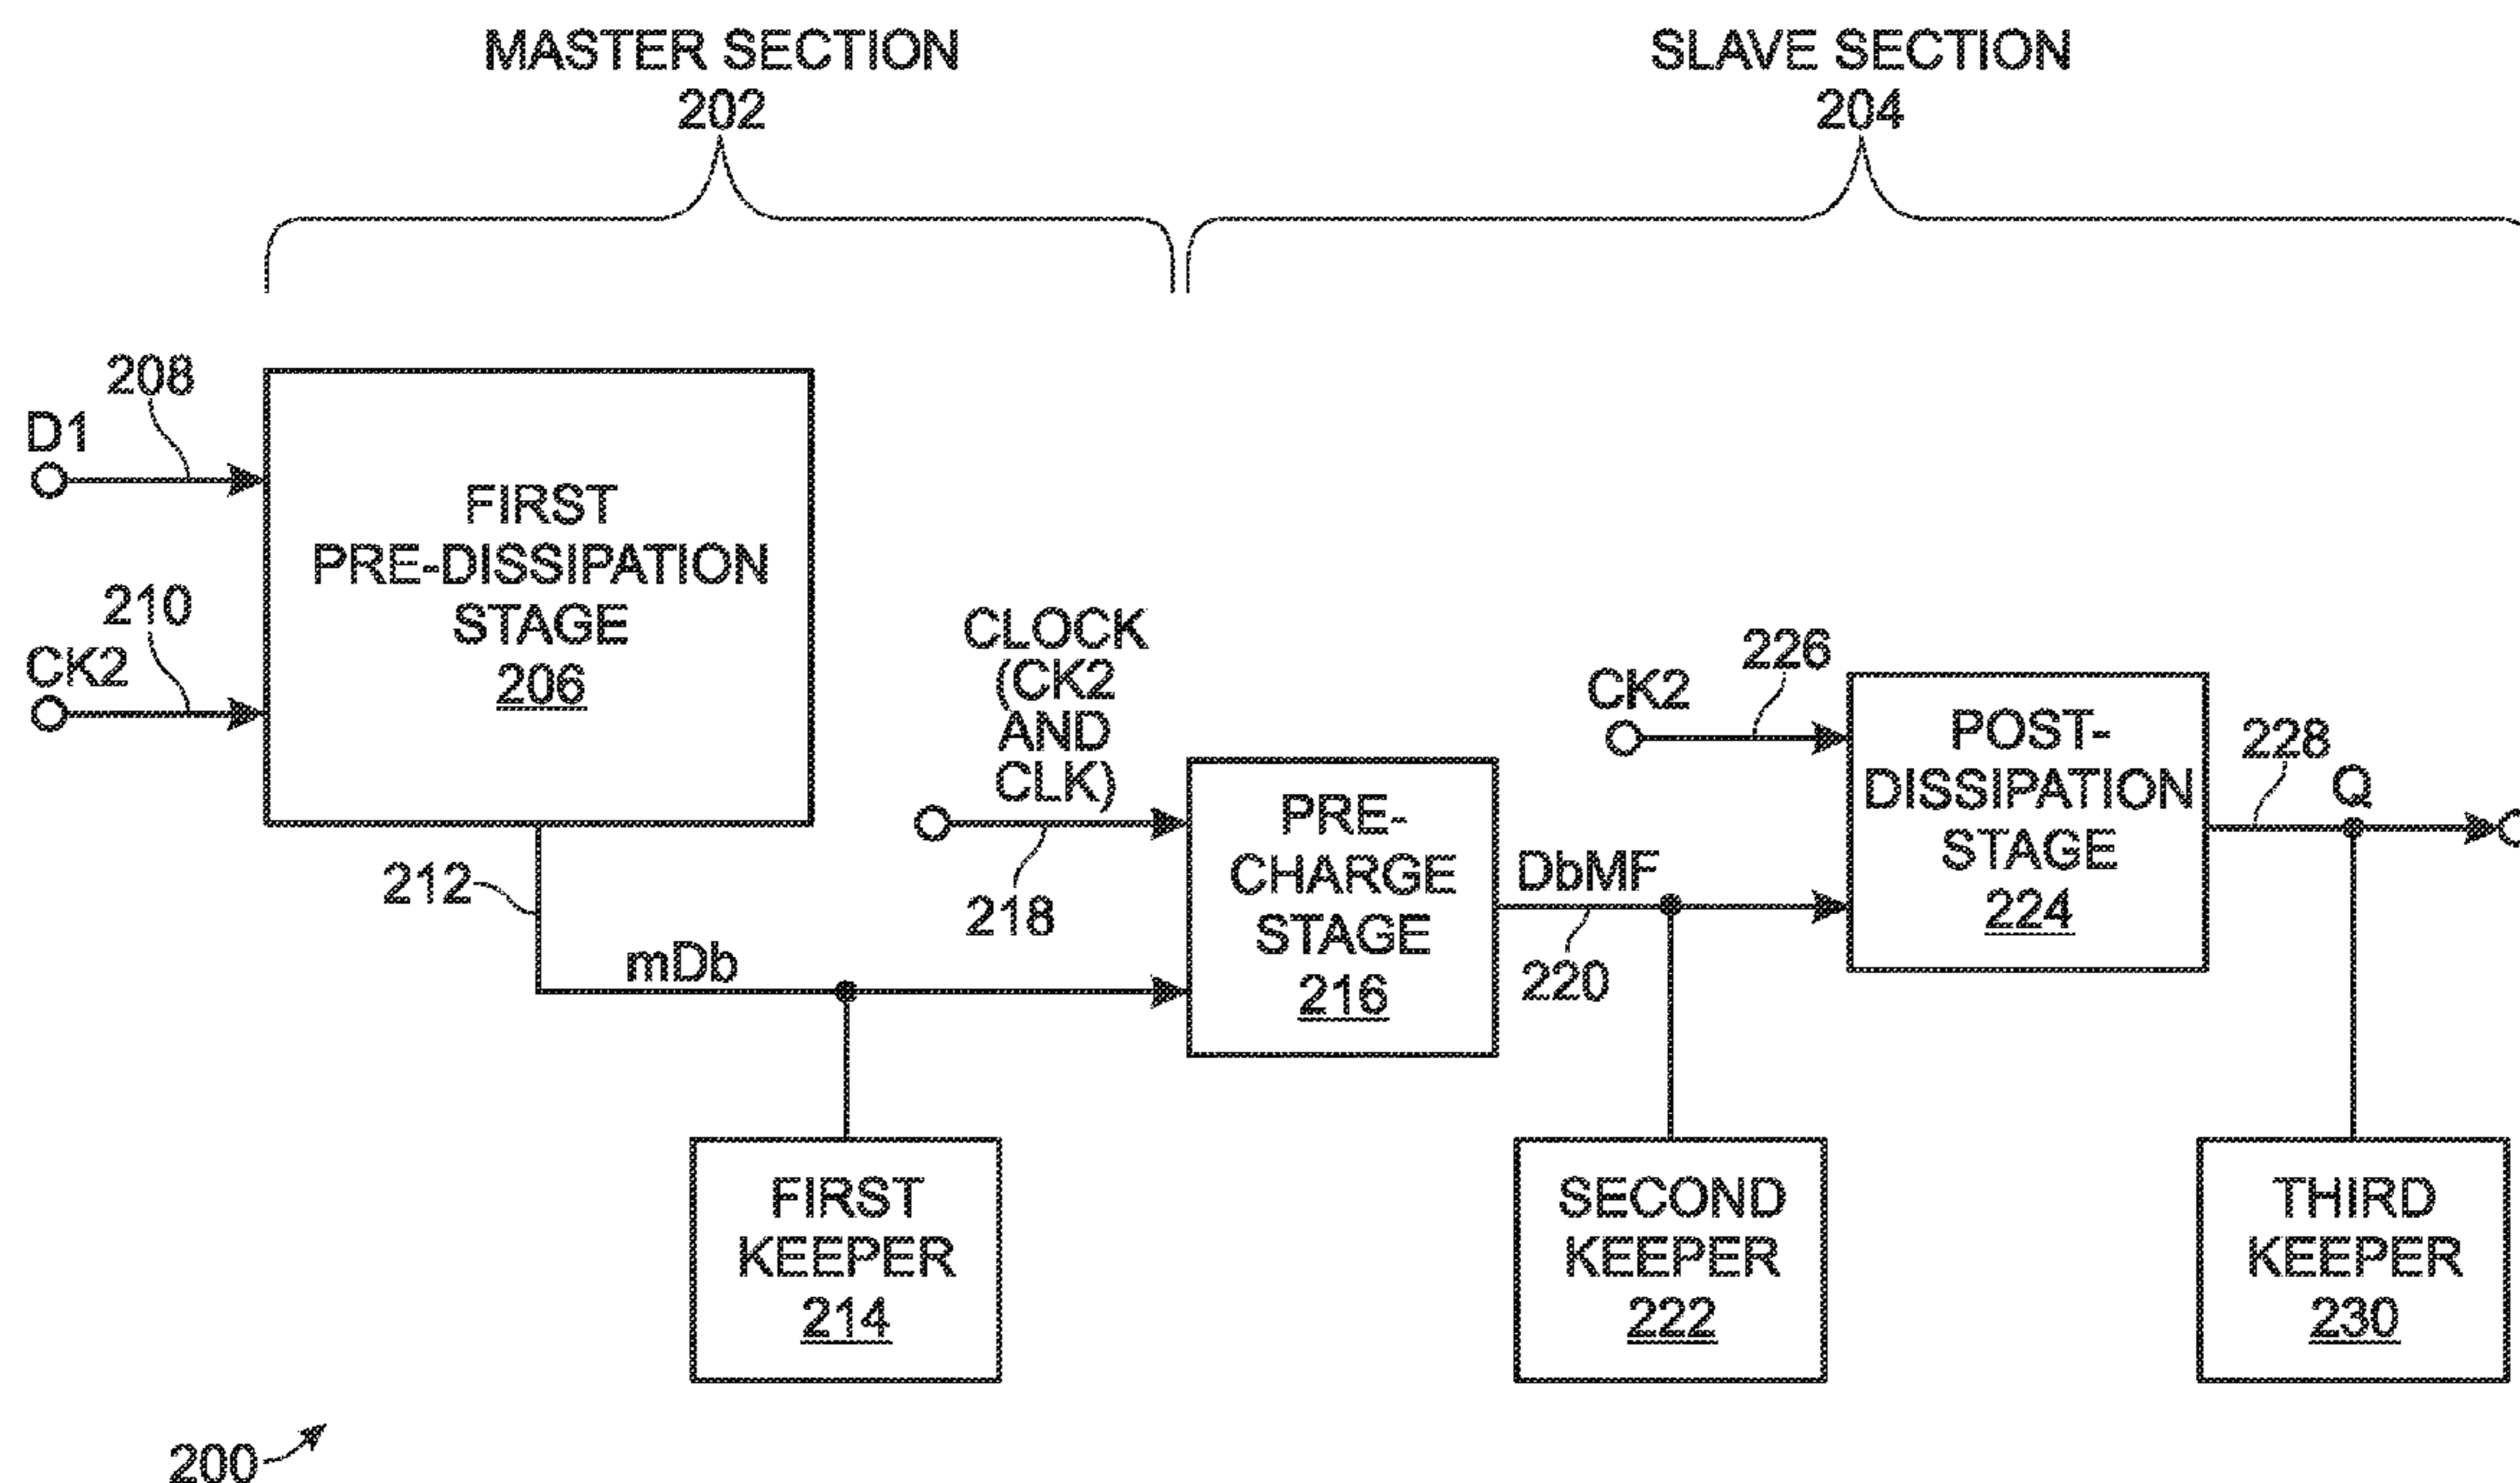 MASTER SECTION
202
SLAVE SECTION
204
208
D1
FIRST
PRE-DISSIPATION
STAGE
206
210
CK2
212
mDb
CLOCK
(CK2
AND
CLK)
218
PRE-
CHARGE
STAGE
216
DbMF
220
CK2
226
POST-
DISSIPATION
STAGE
224
228
Q
FIRST
KEEPER
214
SECOND
KEEPER
222
THIRD
KEEPER
230
200